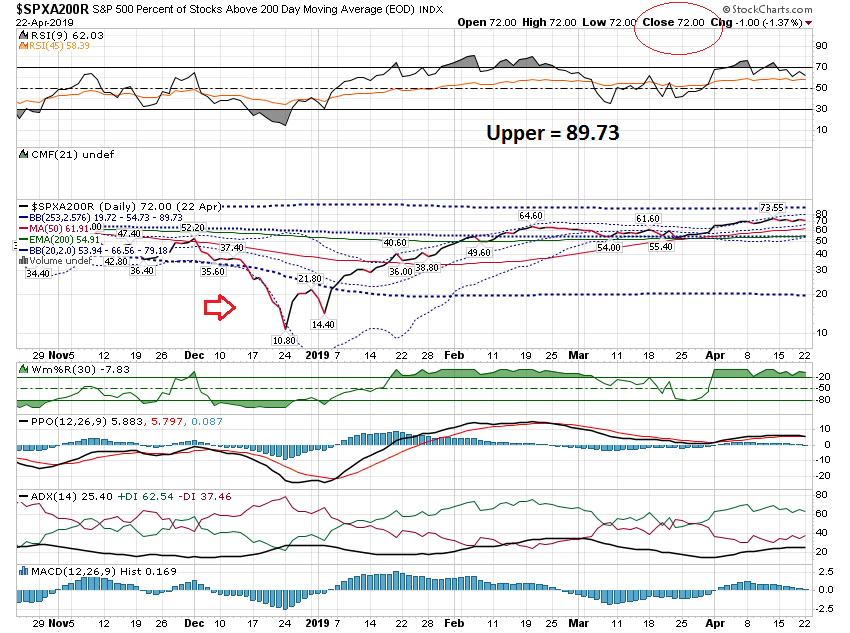 $SPXA200R S&P 500 Percent of Stocks Above 200 Day Moving Average (EOD) INDX
© StockCharts.com
22-Apr-2019
Open 72.00 High 72.00 Low 72.00 Close 72.00 Chg -1.00 (-1.37%)
RSI(9) 62.03
RSI(45) 58.39
90
70
50
30
10
Upper = 89.73
CMF(21) undef
$SPXA200R (Daily) 72.00 (22 Apr)
BB(253,2.576) 19.72 - 54.73 - 89.73
MA(50) 61.91
EMA(200) 54.91
BB(20,2.0) 53.94 - 66.56 - 79.18
Volume undef
34.40
47.40
42.80
36.40
52.20
35.60
37.40
10.80
21.80
14.40
40.60
36.00
38.80
49.60
64.60
54.00
61.60
55.40
73.55
80
70
60
50
40
30
20
10
29 Nov5 12 19 26 Dec 10 17 24 2019 7 14 22 28 Feb 11 19 25 Mar 11 18 25 Apr 8 15 22
Wm%R(30) -7.83
-20
-50
-80
PPO(12,26,9) 5.883, 5.797, 0.087
10
0
-10
-20
ADX(14) 25.40 +DI 62.54 -DI 37.46
80
60
40
20
MACD(12,26,9) Hist 0.169
2.5
0.0
-2.5
29 Nov5 12 19 26 Dec 10 17 24 2019 7 14 22 28 Feb 11 19 25 Mar 11 18 25 Apr 8 15 22